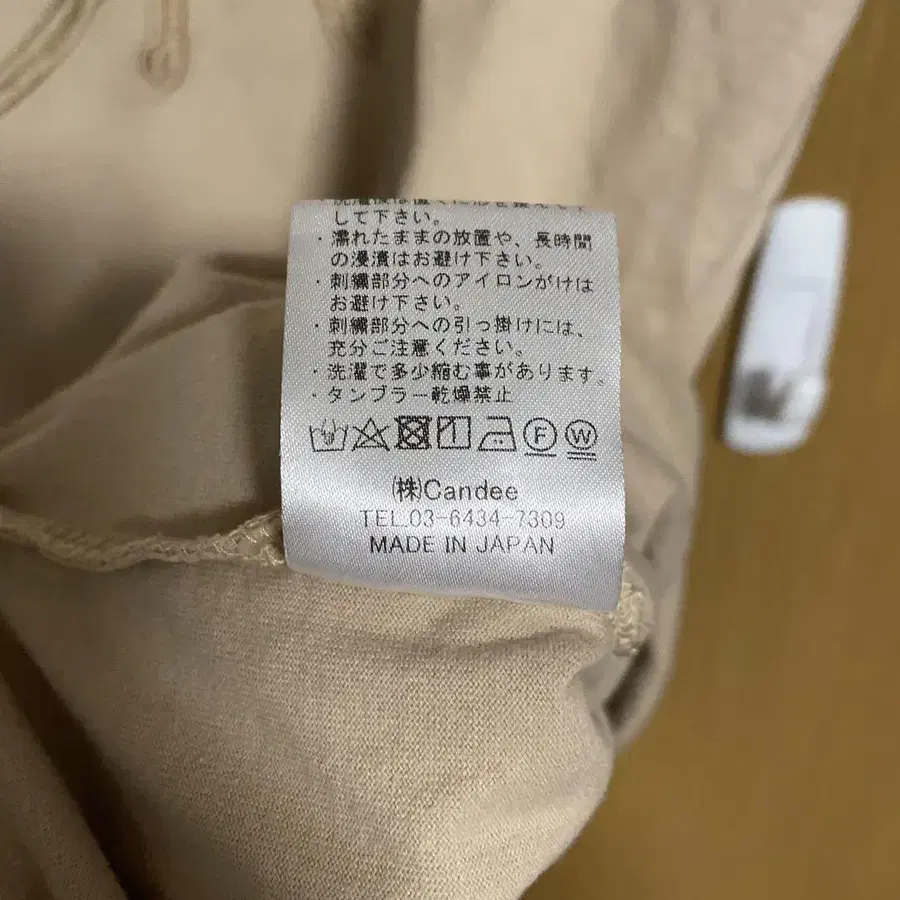 して下さい。
・濡れたままの放置や、長時間
の浸漬はお避け下さい。
・刺繍部分へのアイロンがけは
お避け下さい。
・刺繍部分への引っ掛けには、
充分ご注意ください。
・洗濯で多少縮む事があります。
・タンブラー乾燥禁止
F W
㈱Candee
TEL.03-6434-7309
MADE IN JAPAN